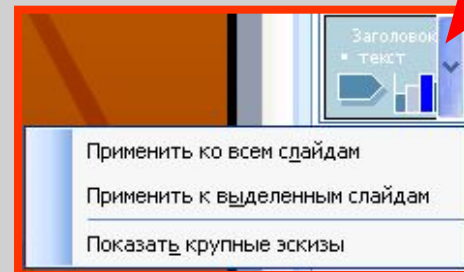 Заголовок
• текст
Применить ко всем слайдам
Применить к выделенным слайдам
Показать крупные эскизы